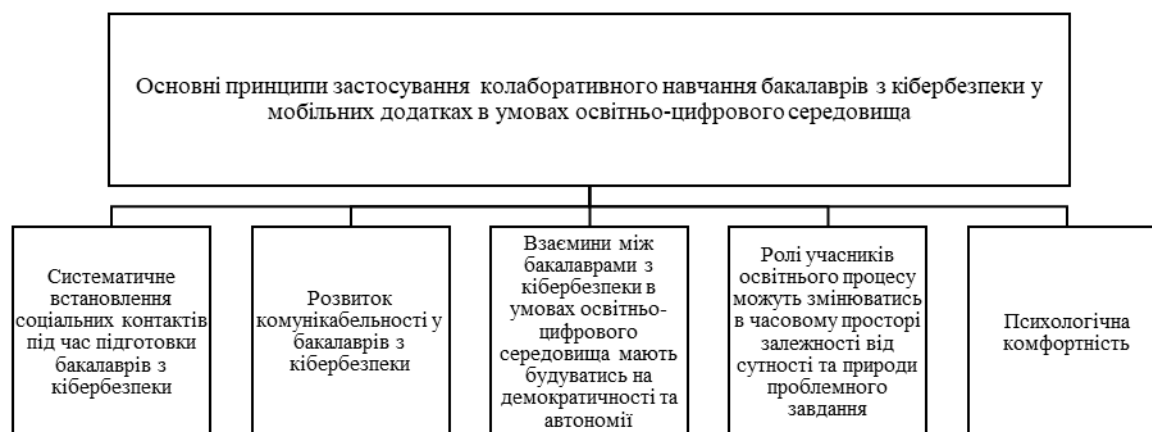 Основні принципи застосування колаборативного навчання бакалаврів з кібербезпеки у
мобільних додатках в умовах освітньо-цифрового середовища
Систематичне
встановлення
соціальних контактів
під час підготовки
бакалаврів з
кібербезпеки
Розвиток
комунікабельності у
бакалаврів з
кібербезпеки
Взаємини між
бакалаврами з
кібербезпеки в
умовах освітньо-
цифрового
середовища мають
будуватись на
демократичності та
автономії
Ролі учасників
освітнього процесу
можуть змінюватись
в часовому просторі
залежності від
сутності та природи
проблемного
завдання
Психологічна
комфортність